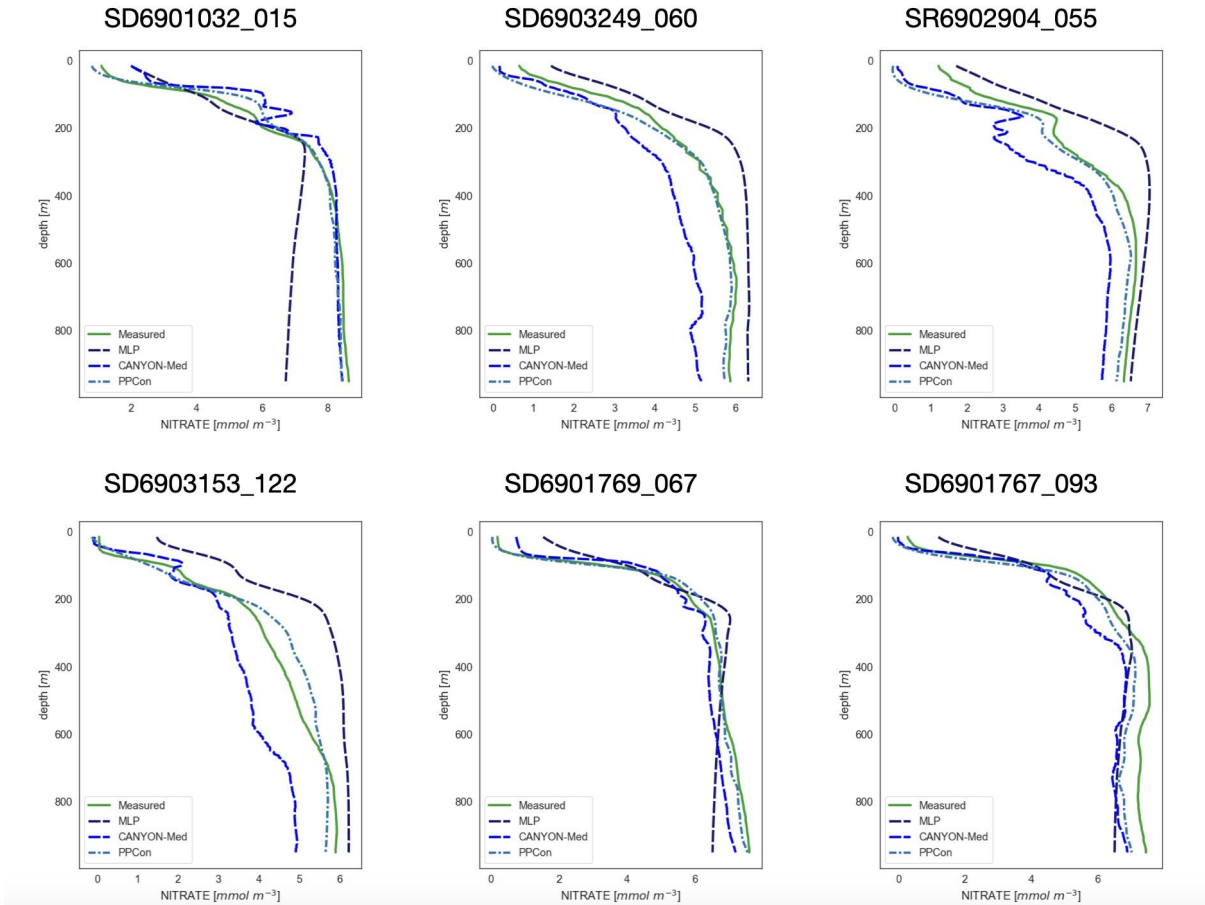 SD6901032_015
SD6903249_060
SR6902904_055
0
200
400
600
800
depth [m]
Measured
MLP
CANYON-Med
PPCon
2 4 6 8
NITRATE [mmol m⁻³]
0
200
400
600
800
depth [m]
Measured
MLP
CANYON-Med
PPCon
0 1 2 3 4 5 6
NITRATE [mmol m⁻³]
0
200
400
600
800
depth [m]
Measured
MLP
CANYON-Med
PPCon
0 1 2 3 4 5 6 7
NITRATE [mmol m⁻³]
SD6903153_122
SD6901769_067
SD6901767_093
0
200
400
600
800
depth [m]
Measured
MLP
CANYON-Med
PPCon
0 1 2 3 4 5 6
NITRATE [mmol m⁻³]
0
200
400
600
800
depth [m]
Measured
MLP
CANYON-Med
PPCon
0 2 4 6
NITRATE [mmol m⁻³]
0
200
400
600
800
depth [m]
Measured
MLP
CANYON-Med
PPCon
0 2 4 6
NITRATE [mmol m⁻³]